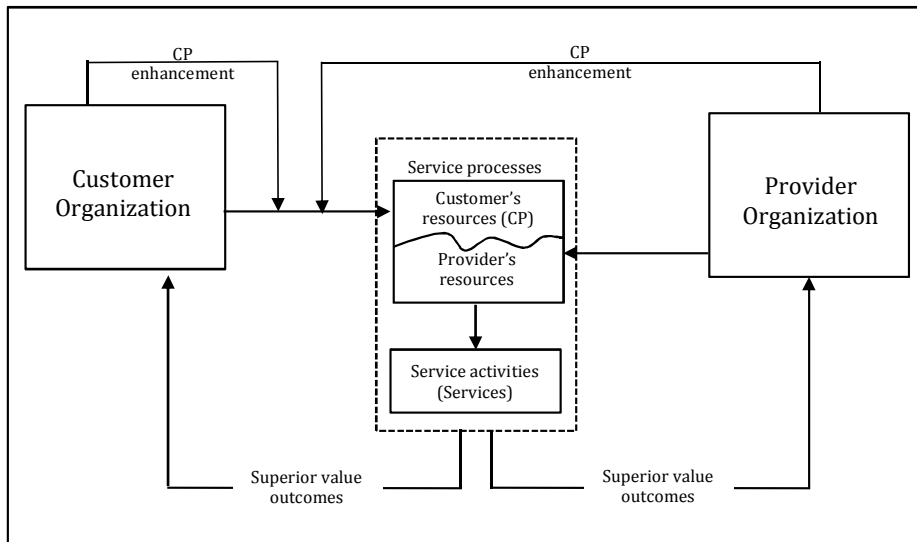 CP
enhancement
CP
enhancement
Customer
Organization
Provider
Organization
Service processes
Customer’s
resources (CP)
Provider’s
resources
Service activities
(Services)
Superior value
outcomes
Superior value
outcomes